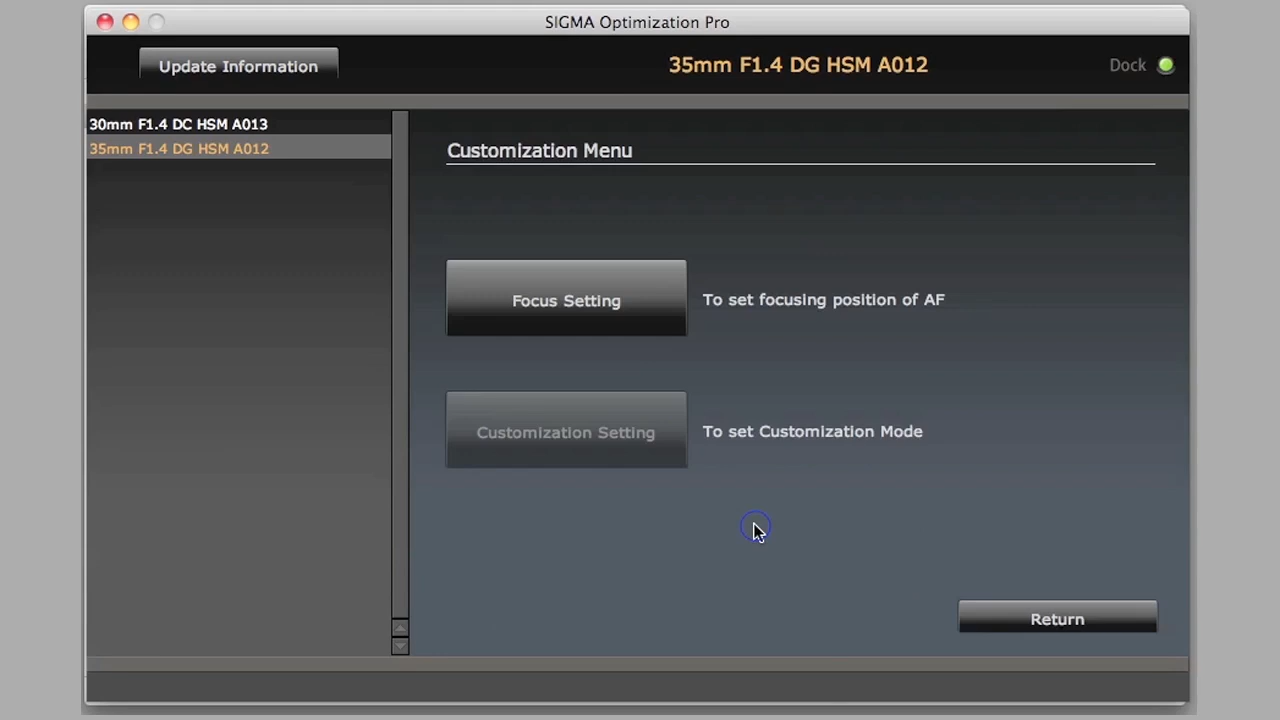 SIGMA Optimization Pro
Update Information
35mm F1.4 DG HSM A012
Dock
30mm F1.4 DC HSM A013
35mm F1.4 DG HSM A012
Customization Menu
Focus Setting
To set focusing position of AF
Customization Setting
To set Customization Mode
Return